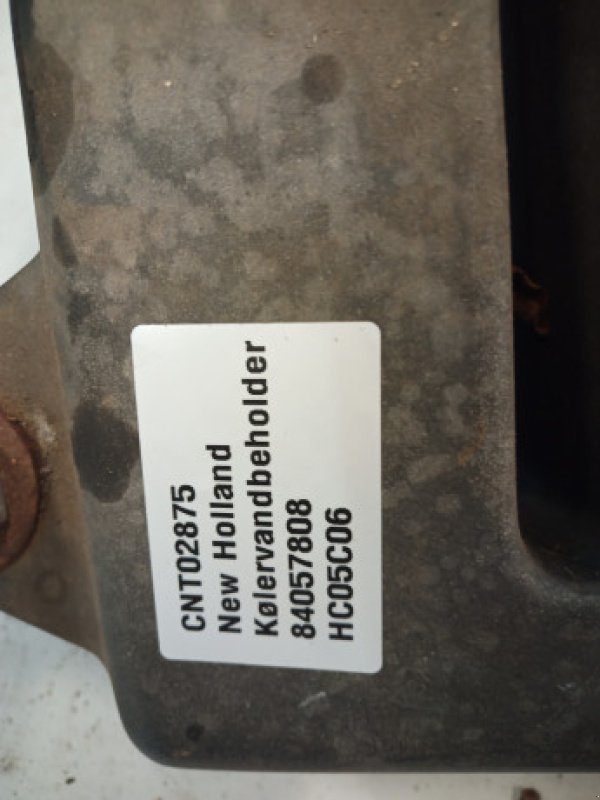 CNT02875
New Holland
Kølervandbeholder
84057808
HC05C06